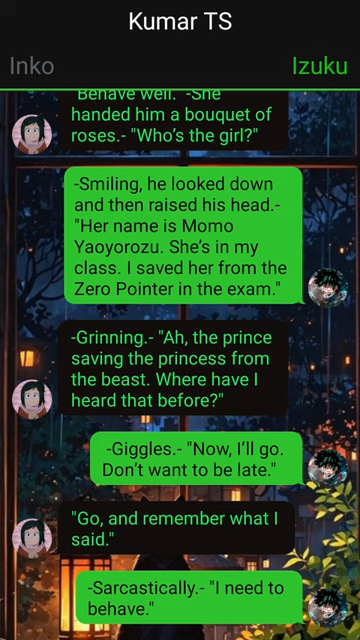 Kumar TS
Inko
Izuku
"Behave well." -She
handed him a bouquet of
roses.- "Who's the girl?"
-Smiling, he looked down
and then raised his head.-
"Her name is Momo
Yaoyorozu. She's in my
class. I saved her from the
Zero Pointer in the exam."
-Grinning.- "Ah, the prince
saving the princess from
the beast. Where have I
heard that before?"
-Giggles.- "Now, I'll go.
Don't want to be late."
"Go, and remember what I
said."
-Sarcastically.- "I need to
behave."